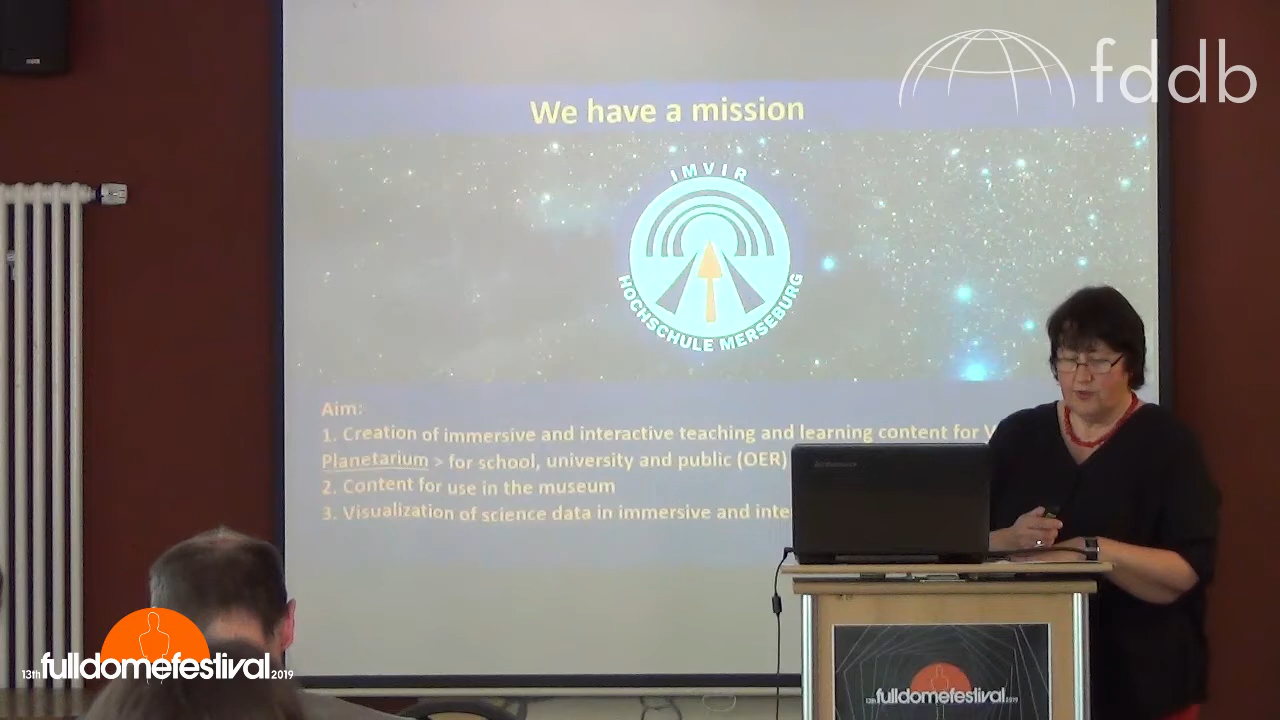 fddb
We have a mission
IMVIR
HOCHSCHULE MERSEBURG
Aim:
1. Creation of immersive and interactive teaching and learning content for
Planetarium > for school, university and public (OER)
2. Content for use in the museum
3. Visualization of science data in immersive and
13th fulldomefestival 2019
13th fulldomefestival 2019